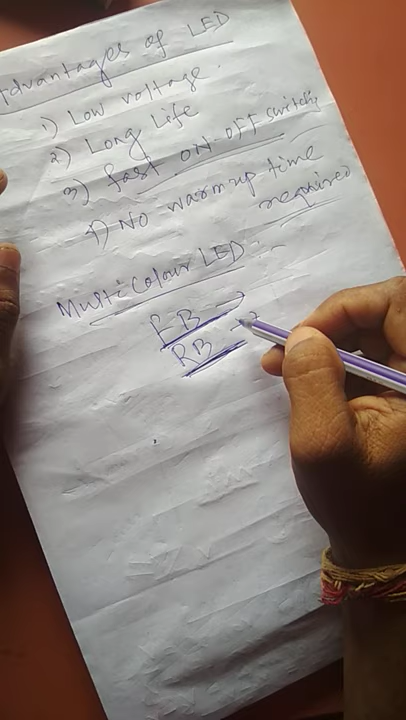 Advantages of LED
1) Low voltage.
2) Long Life
3) fast ON-OFF switching
4) NO warmup time
required
Multicolour LED:-
FB →
RB →